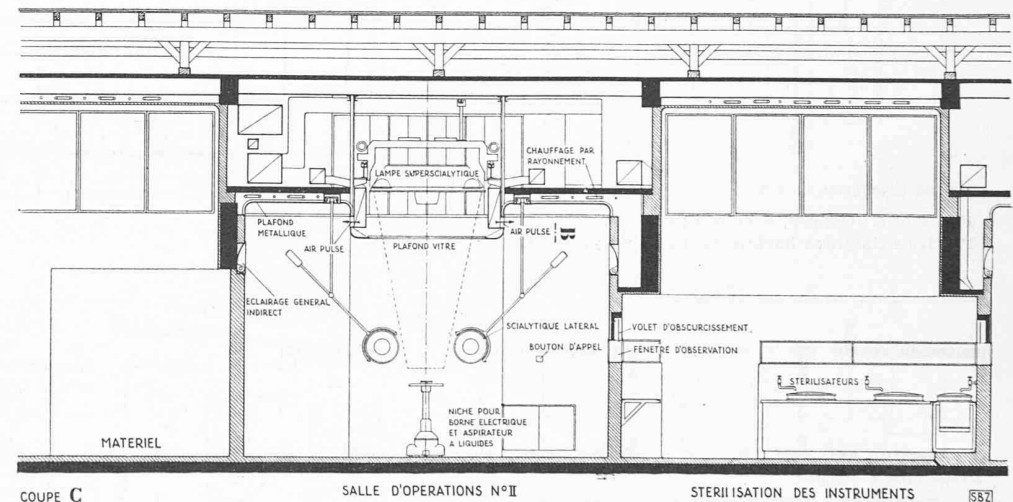 CHAUFFAGE PAR
RAYONNEMENT
LAMPE SUPERSCIALYTIQUE
PLAFOND
METALLIQUE
AIR PULSE
PLAFOND VITRE
AIR PULSE
B
ECLAIRAGE GENERAL
INDIRECT
SCIALYTIQUE LATERAL
BOUTON D'APPEL
VOLET D'OBSCURCISSEMENT
FENETRE D'OBSERVATION
STERILISATEURS
NICHE POUR
BORNE ELECTRIQUE
ET ASPIRATEUR
A LIQUIDES
MATERIEL
COUPE C
SALLE D'OPERATIONS N°II
STERILISATION DES INSTRUMENTS
SBZ